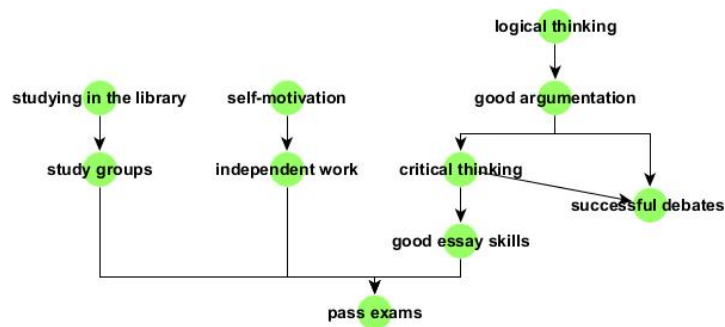 logical thinking
studying in the library
self-motivation
good argumentation
study groups
independent work
critical thinking
successful debates
good essay skills
pass exams